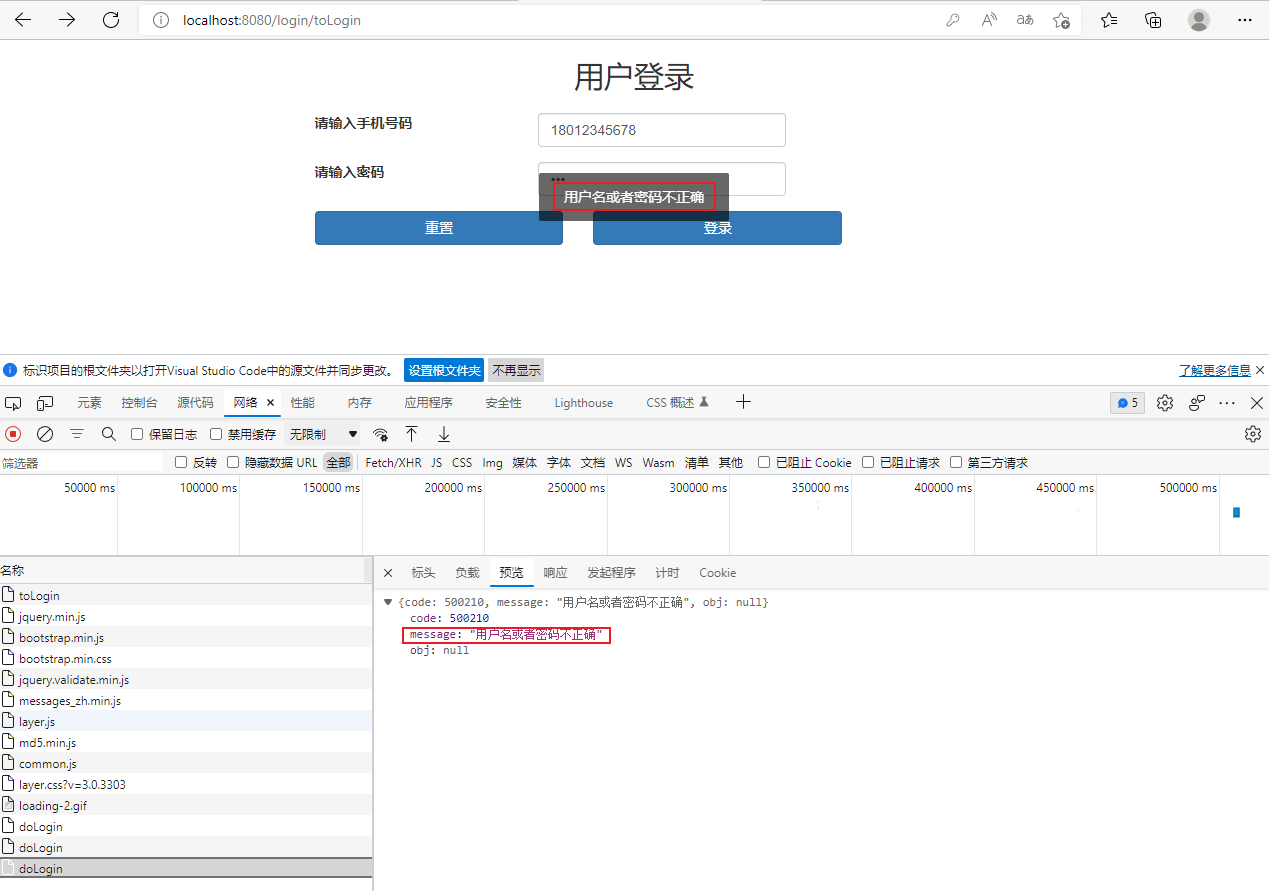 localhost:8080/login/toLogin
用户登录
请输入手机号码 18012345678
请输入密码 •••
用户名或者密码不正确
重置 登录
标识项目的根文件夹以打开Visual Studio Code中的源文件并同步更改。 设置根文件夹 不再显示 了解更多信息
元素 控制台 源代码 网络 性能 内存 应用程序 安全性 Lighthouse CSS 概述 5
保留日志 禁用缓存 无限制
筛选器 反转 隐藏数据 URL 全部 Fetch/XHR JS CSS Img 媒体 字体 文档 WS Wasm 清单 其他 已阻止 Cookie 已阻止请求 第三方请求
50000 ms 100000 ms 150000 ms 200000 ms 250000 ms 300000 ms 350000 ms 400000 ms 450000 ms 500000 ms
名称
toLogin
jquery.min.js
bootstrap.min.js
bootstrap.min.css
jquery.validate.min.js
messages_zh.min.js
layer.js
md5.min.js
common.js
layer.css?v=3.0.3303
loading-2.gif
doLogin
doLogin
doLogin
标头 负载 预览 响应 发起程序 计时 Cookie
{code: 500210, message: "用户名或者密码不正确", obj: null}
code: 500210
message: "用户名或者密码不正确"
obj: null